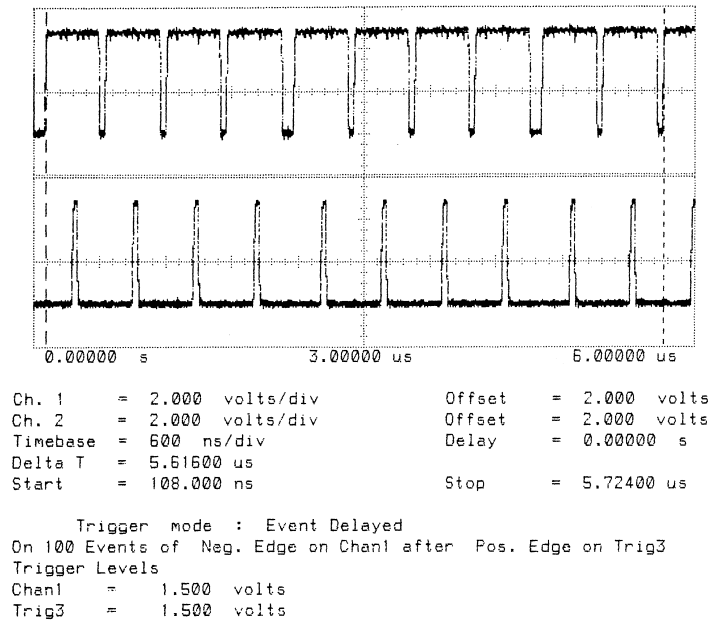 0.00000 s 3.00000 us 6.00000 us
Ch. 1 = 2.000 volts/div Offset = 2.000 volts
Ch. 2 = 2.000 volts/div Offset = 2.000 volts
Timebase = 600 ns/div Delay = 0.00000 s
Delta T = 5.61600 us
Start = 108.000 ns Stop = 5.72400 us
Trigger mode : Event Delayed
On 100 Events of Neg. Edge on Chan1 after Pos. Edge on Trig3
Trigger Levels
Chan1 = 1.500 volts
Trig3 = 1.500 volts